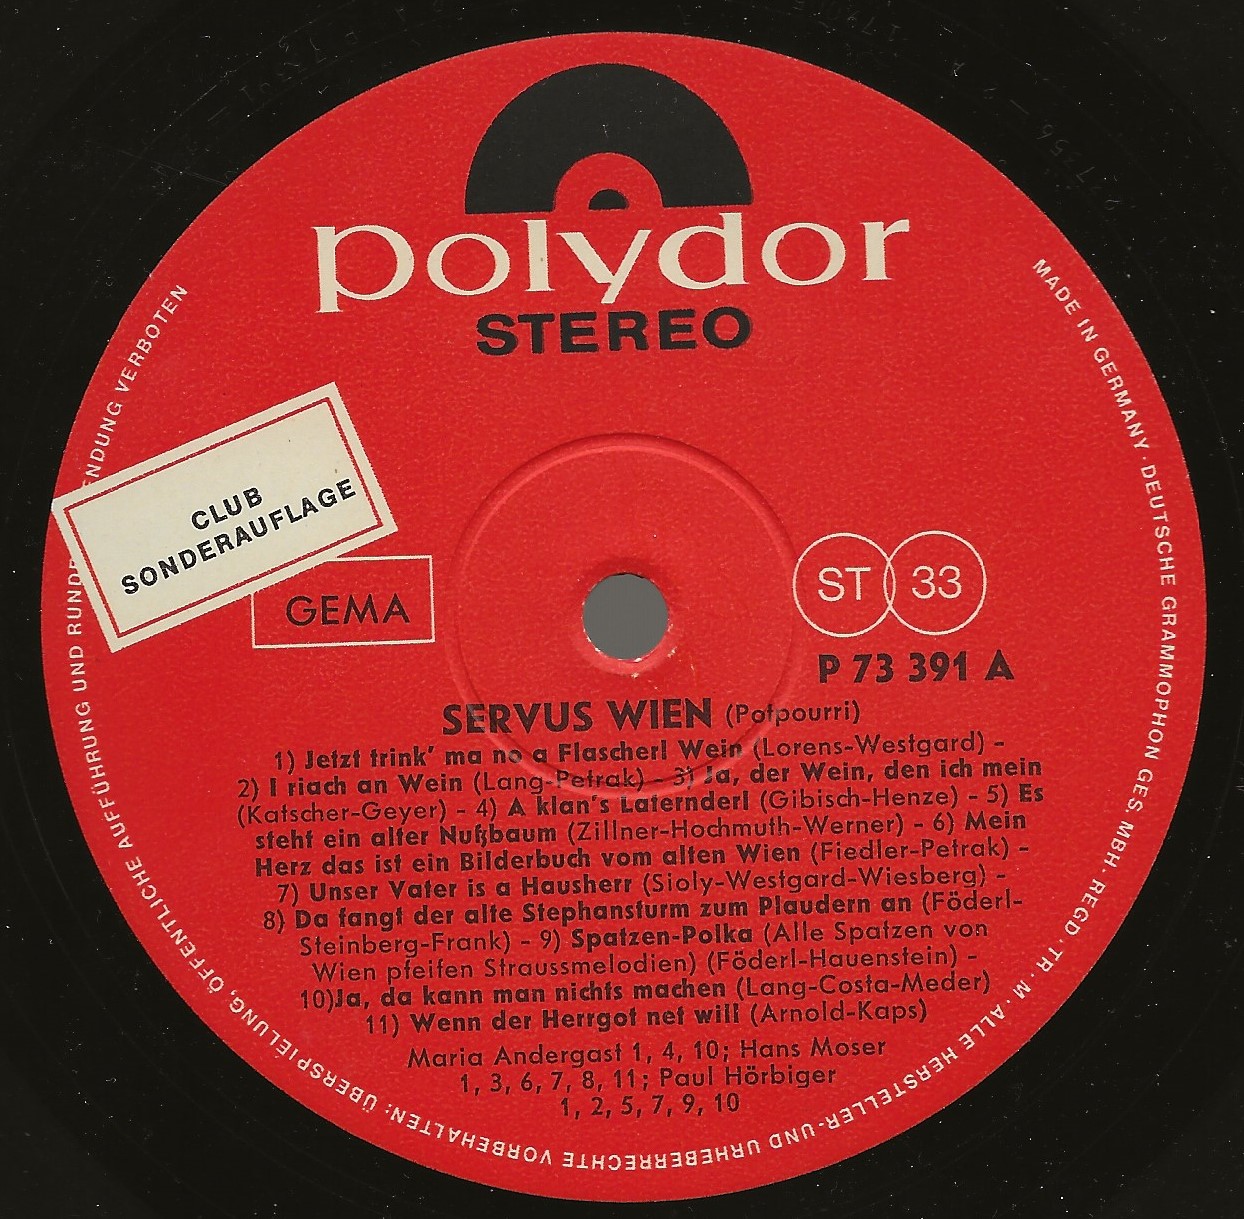 polydor
STEREO
CLUB
SONDERAUFLAGE
GEMA
ST 33
P 73 391 A
SERVUS WIEN (Potpourri)
1) Jetzt trink' ma no a Flascherl Wein (Lorens-Westgard) -
2) I riach an Wein (Lang-Petrak) - 3) Ja, der Wein, den ich mein
(Katscher-Geyer) - 4) A klan's Laternderl (Gibisch-Henze) - 5) Es
steht ein alter Nußbaum (Zillner-Hochmuth-Werner) - 6) Mein
Herz das ist ein Bilderbuch vom alten Wien (Fiedler-Petrak) -
7) Unser Vater is a Hausherr (Sioly-Westgard-Wiesberg) -
8) Da fangt der alte Stephansturm zum Plaudern an (Föderl-
Steinberg-Frank) - 9) Spatzen-Polka (Alle Spatzen von
Wien pfeifen Straussmelodien) (Föderl-Hauenstein) -
10)Ja, da kann man nichts machen (Lang-Costa-Meder)
11) Wenn der Herrgot net will (Arnold-Kaps)
Maria Andergast 1, 4, 10; Hans Moser
1, 3, 6, 7, 8, 11; Paul Hörbiger
1, 2, 5, 7, 9, 10
MADE IN GERMANY · DEUTSCHE GRAMMOPHON GES. MBH · REGD · TR. M. · ALLE HERSTELLER- UND URHEBERRECHTE VORBEHALTEN: ÜBERSPIELUNG, ÖFFENTLICHE AUFFÜHRUNG UND RUNDF ENDUNG VERBOTEN